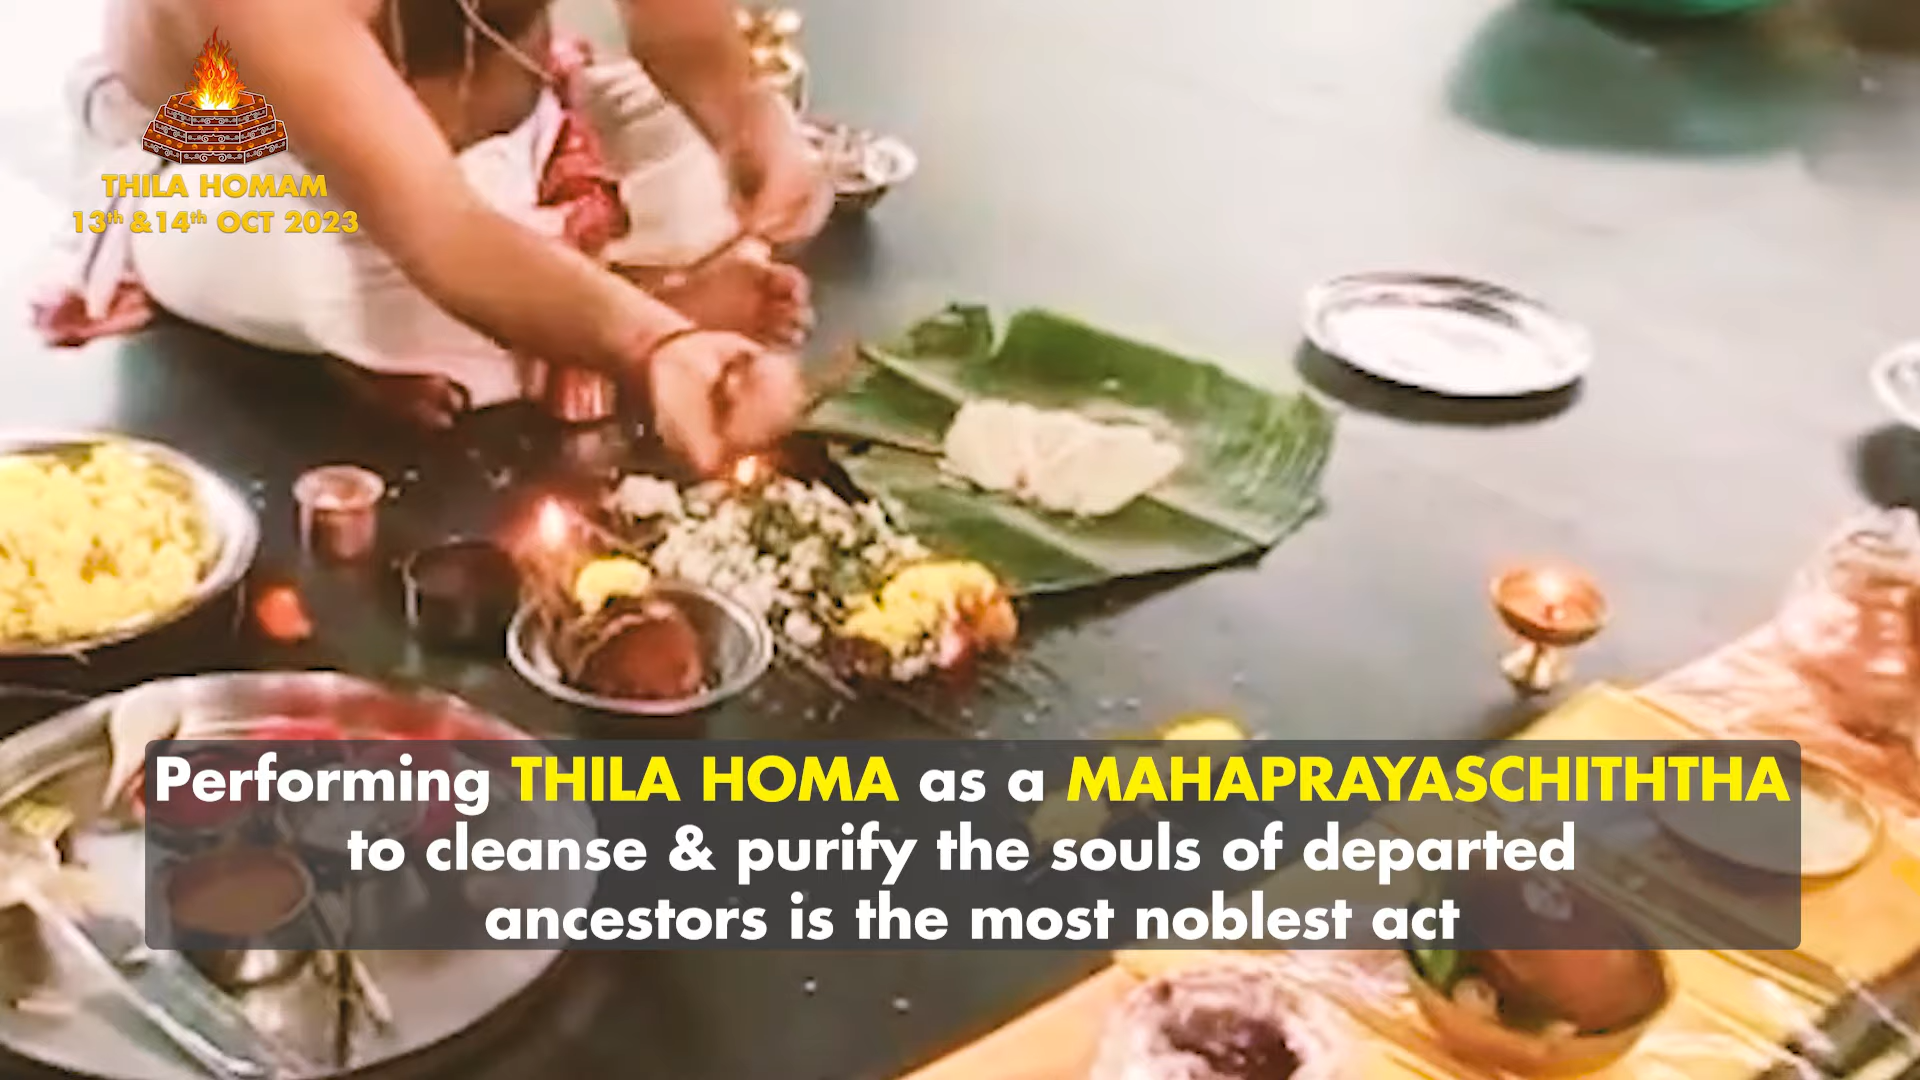 THILA HOMAM
13th &14th OCT 2023
Performing THILA HOMA as a MAHAPRAYASCHITHTHA
to cleanse & purify the souls of departed
ancestors is the most noblest act